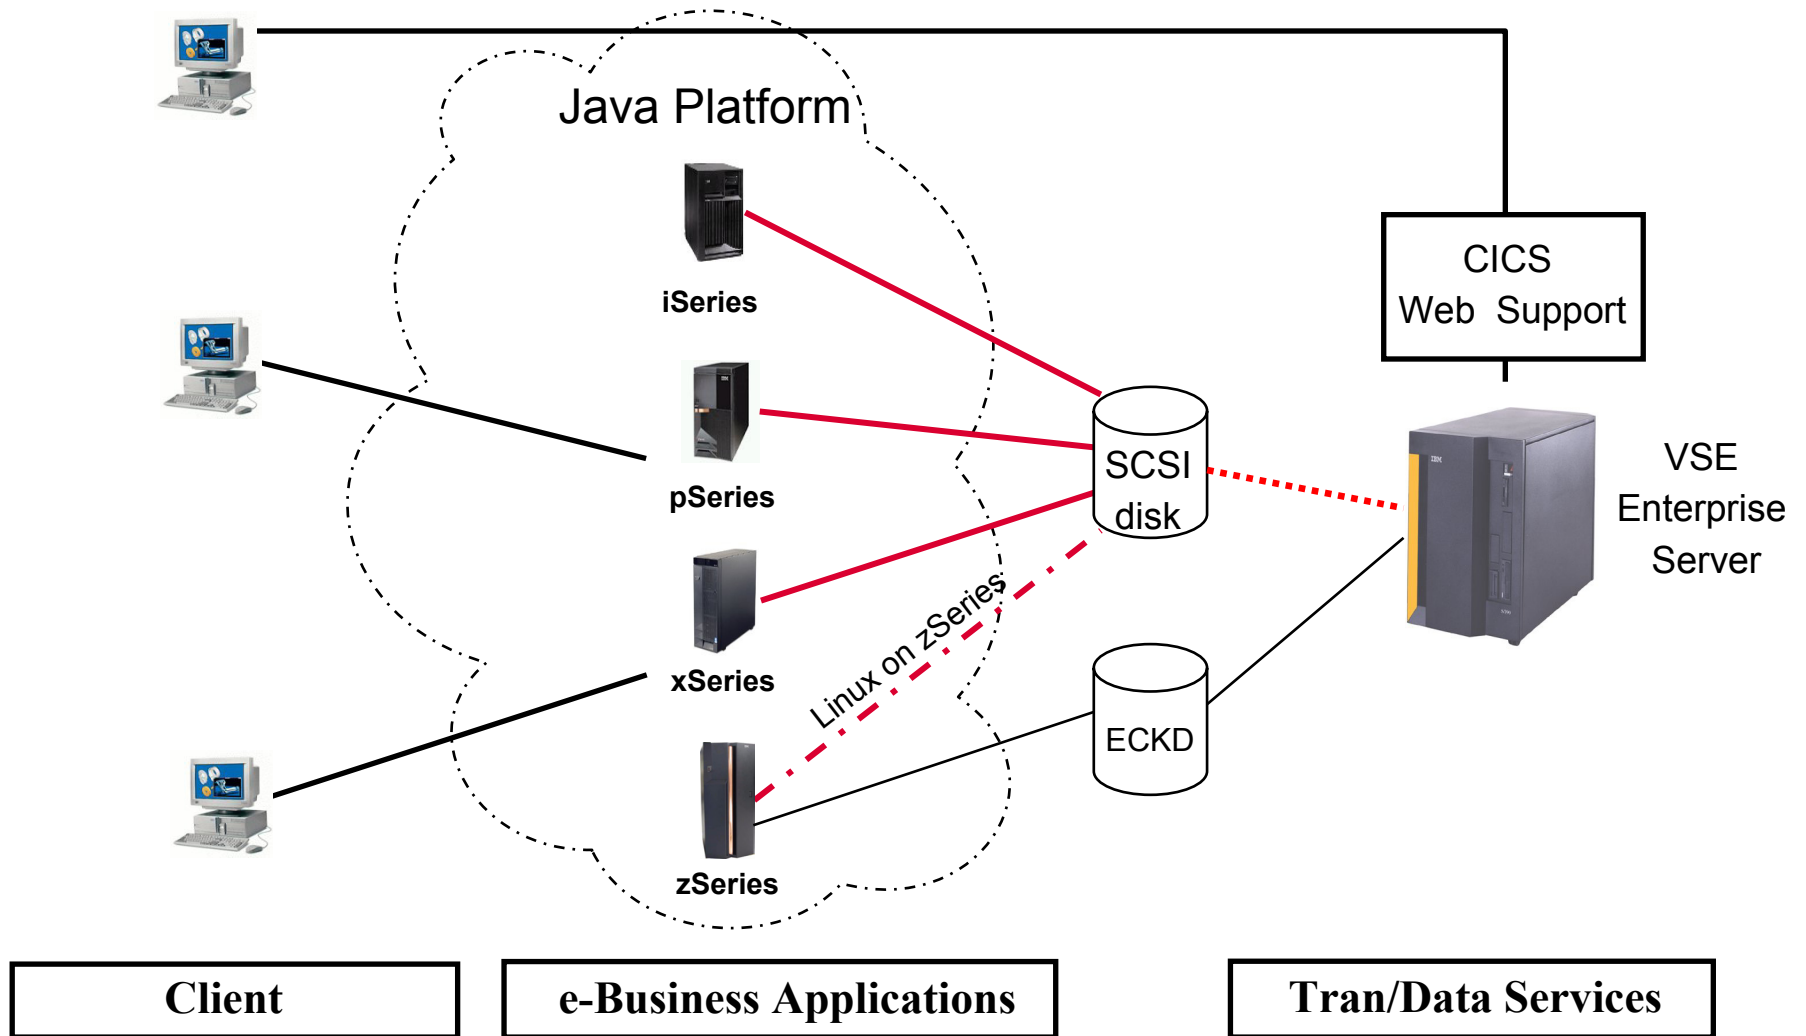 Java Platform
iSeries
CICS
Web Support
pSeries
SCSI
disk
VSE
Enterprise
Server
IBM
Linux on zSeries
xSeries
ECKD
zSeries
Client
e-Business Applications
Tran/Data Services